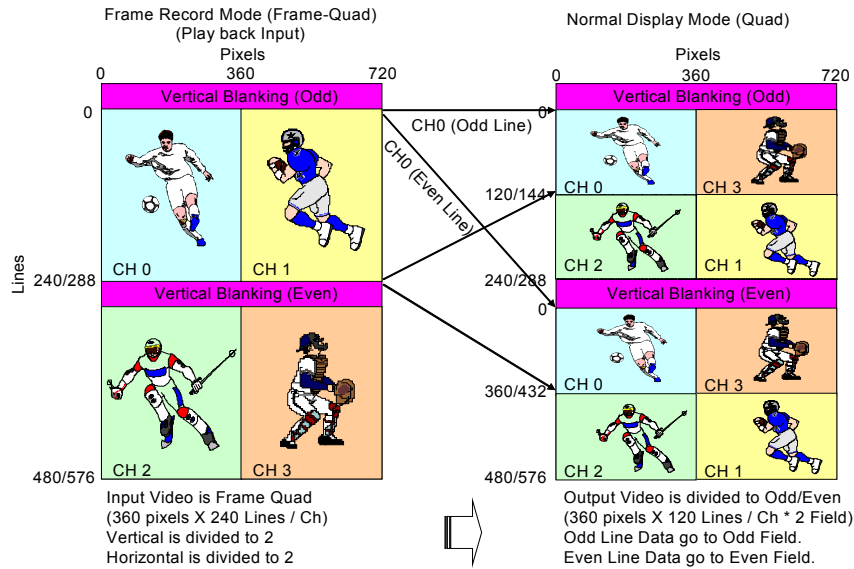 Frame Record Mode (Frame-Quad)
(Play back Input)
Pixels
0 360 720
Vertical Blanking (Odd)
0
CH 0 CH 1
Lines
240/288
Vertical Blanking (Even)
CH 2 CH 3
480/576
Input Video is Frame Quad
(360 pixels X 240 Lines / Ch)
Vertical is divided to 2
Horizontal is divided to 2
CH0 (Odd Line)
CH0 (Even Line)
Normal Display Mode (Quad)
Pixels
0 360 720
Vertical Blanking (Odd)
0
CH 0 CH 3
120/144
CH 2 CH 1
240/288
Vertical Blanking (Even)
0
CH 0 CH 3
360/432
CH 2 CH 1
480/576
Output Video is divided to Odd/Even
(360 pixels X 120 Lines / Ch * 2 Field)
Odd Line Data go to Odd Field.
Even Line Data go to Even Field.